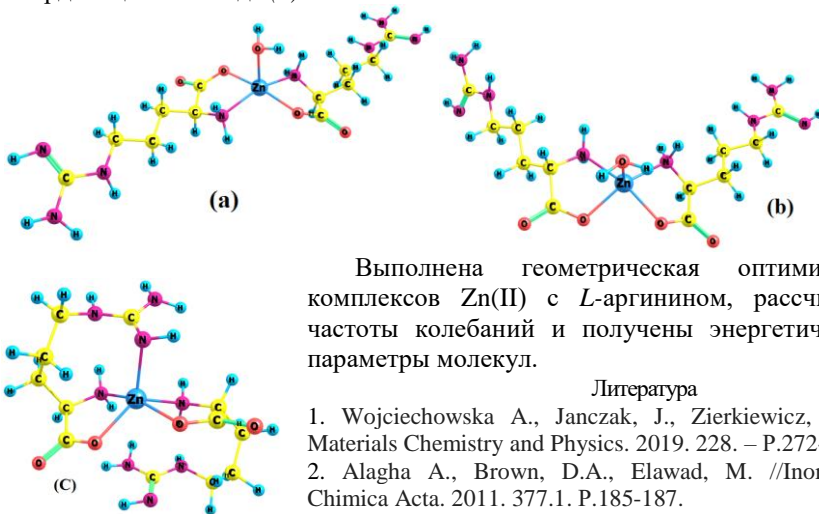 (a)
(b)
(C)
Выполнена геометрическая оптими
комплексов Zn(II) с L-аргинином, рассч
частоты колебаний и получены энергетич
параметры молекул.
Литература
1. Wojciechowska A., Janczak, J., Zierkiewicz,
Materials Chemistry and Physics. 2019. 228. – P.272-
2. Alagha A., Brown, D.A., Elawad, M. //Inor
Chimica Acta. 2011. 377.1. P.185-187.